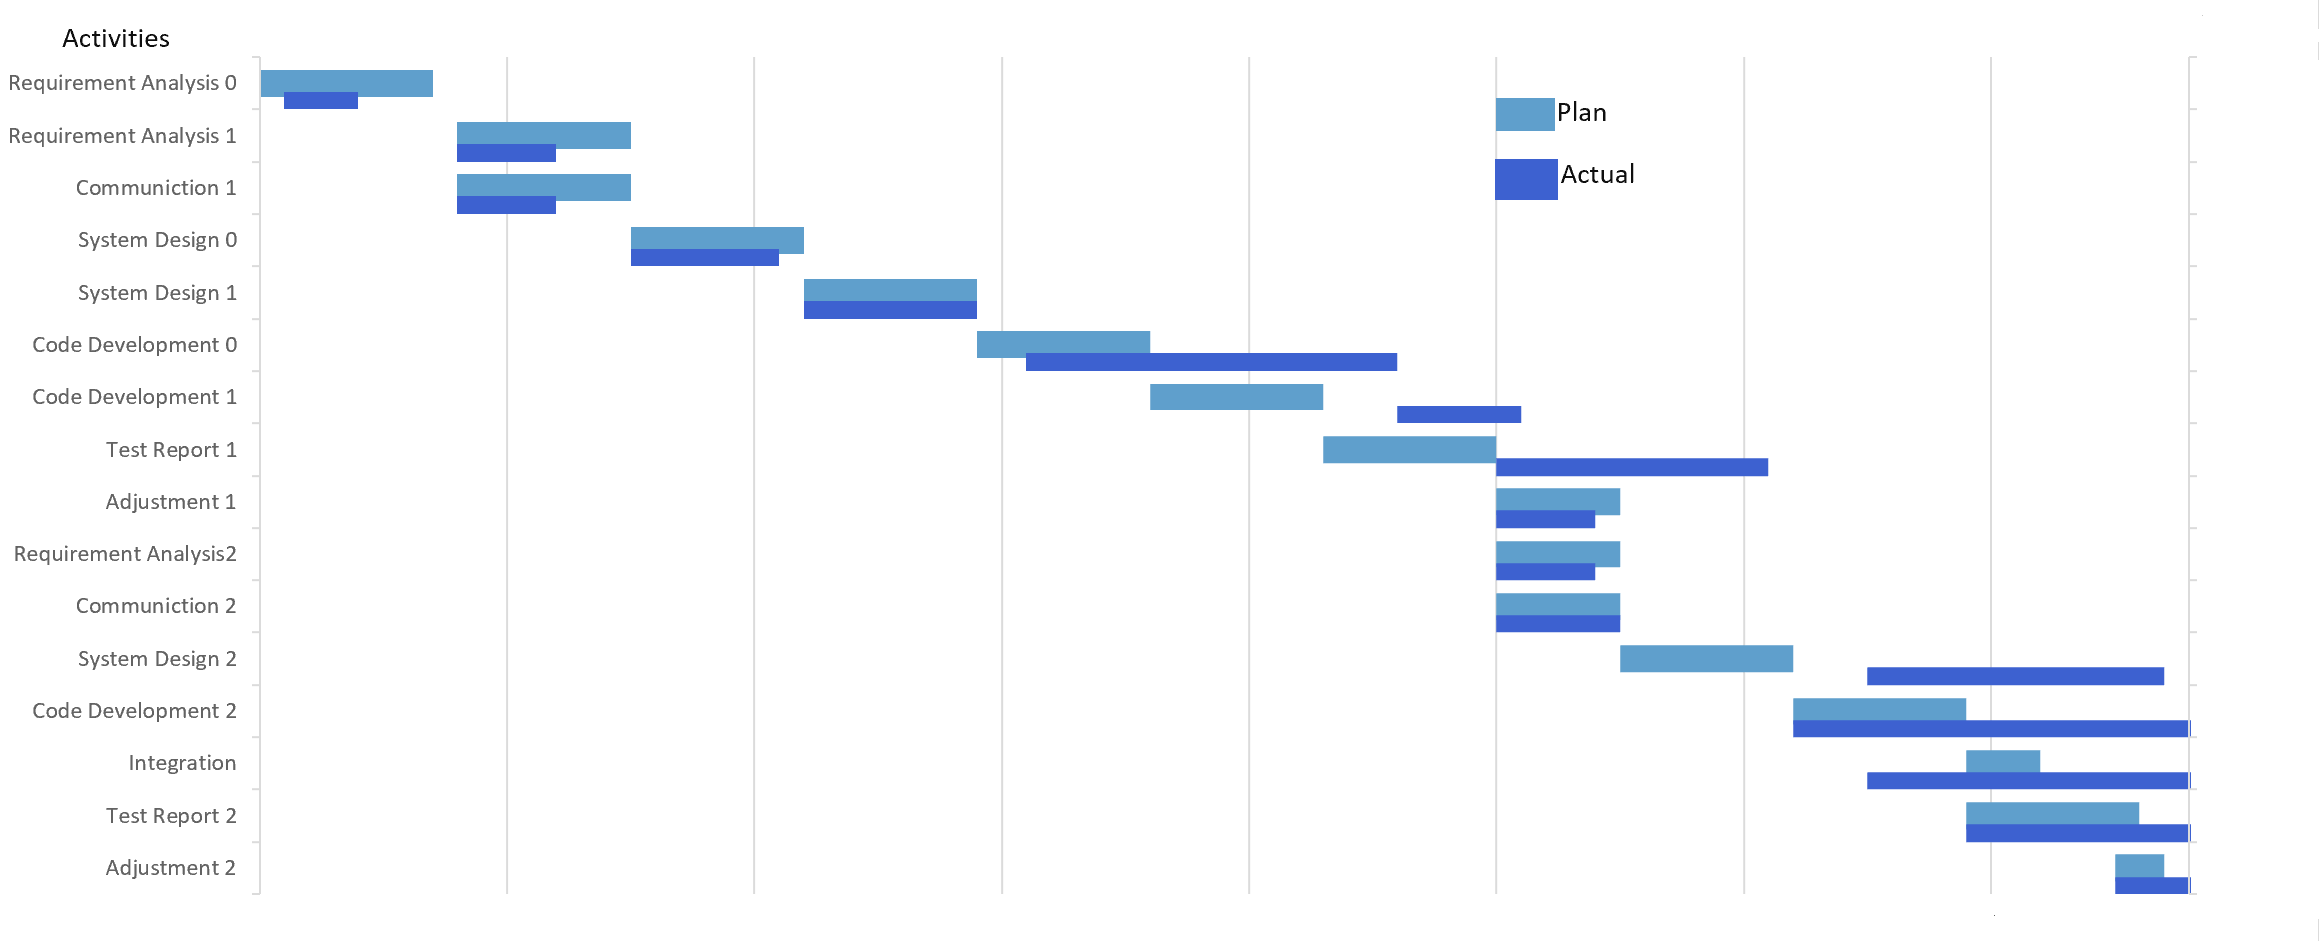 Activities
Requirement Analysis 0
Requirement Analysis 1
Communiction 1
System Design 0
System Design 1
Code Development 0
Code Development 1
Test Report 1
Adjustment 1
Requirement Analysis2
Communiction 2
System Design 2
Code Development 2
Integration
Test Report 2
Adjustment 2
Plan
Actual